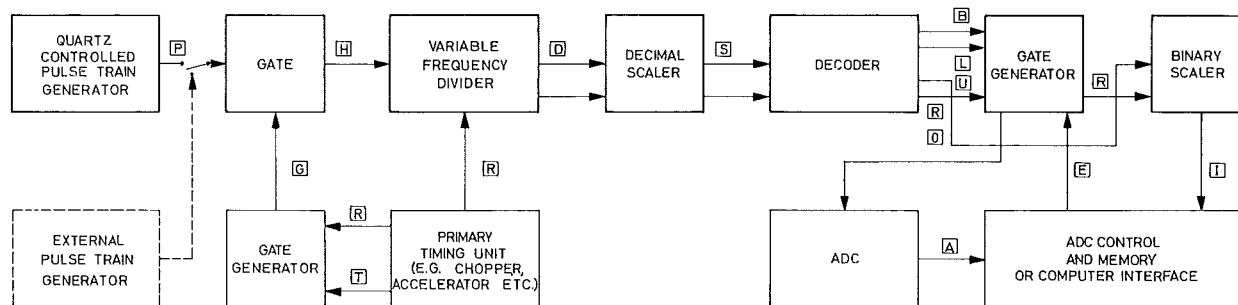 QUARTZ
CONTROLLED
PULSE TRAIN
GENERATOR
P
GATE
H
VARIABLE
FREQUENCY
DIVIDER
D
DECIMAL
SCALER
S
DECODER
B
L
U
R
O
GATE
GENERATOR
R
BINARY
SCALER
G
R
E
I
EXTERNAL
PULSE TRAIN
GENERATOR
GATE
GENERATOR
R
T
PRIMARY
TIMING UNIT
(E.G. CHOPPER,
ACCELERATOR ETC.)
ADC
A
ADC CONTROL
AND MEMORY
OR COMPUTER INTERFACE